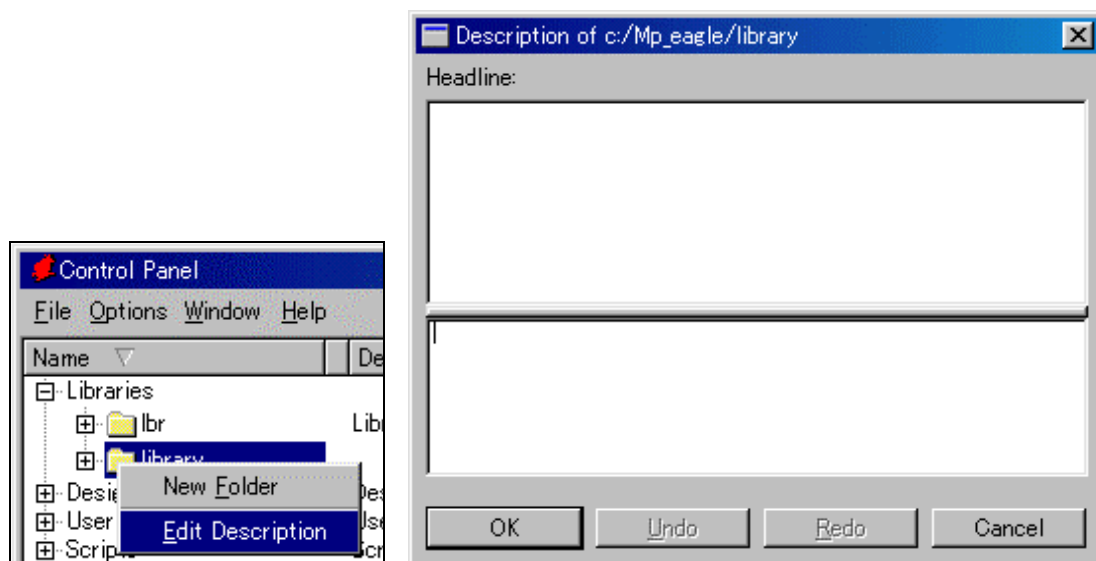 Description of c:/Mp_eagle/library
Headline:
OK Undo Redo Cancel
Control Panel
File Options Window Help
Name De
Libraries
lbr Libr
library
New Folder
Edit Description
Desi Des
User Use
Scrip Scr